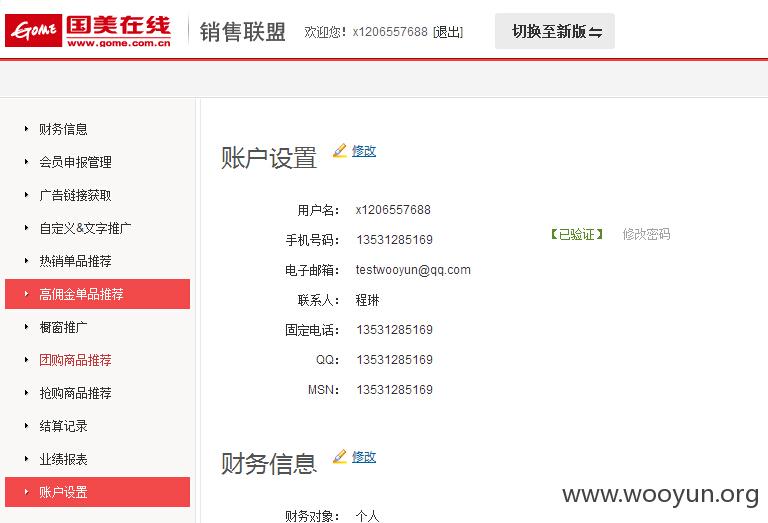 GOME 国美在线 www.gome.com.cn 销售联盟 欢迎您！x1206557688 [退出] 切换至新版
财务信息
会员申报管理
广告链接获取
自定义&文字推广
热销单品推荐
高佣金单品推荐
橱窗推广
团购商品推荐
抢购商品推荐
结算记录
业绩报表
账户设置
账户设置 修改
用户名： x1206557688
手机号码： 13531285169 【已验证】 修改密码
电子邮箱： testwooyun@qq.com
联系人： 程琳
固定电话： 13531285169
QQ： 13531285169
MSN： 13531285169
财务信息 修改
财务对象： 个人
www.wooyun.org